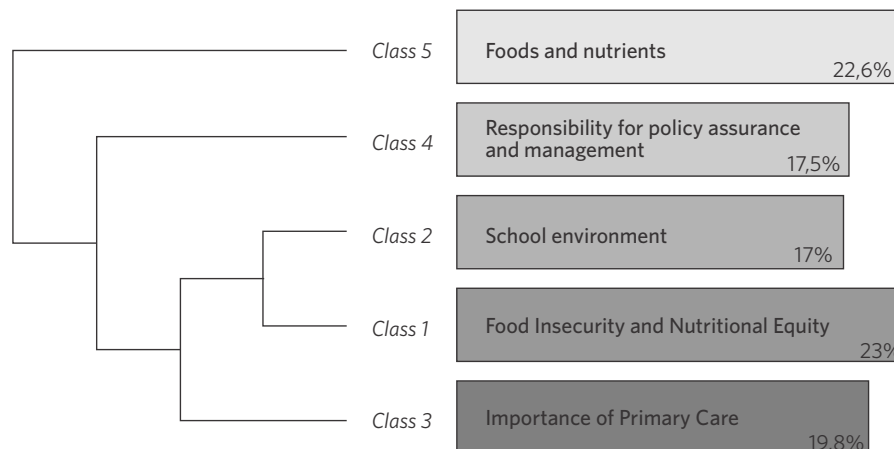 Class 5
Foods and nutrients
22,6%
Class 4
Responsibility for policy assurance
and management
17,5%
Class 2
School environment
17%
Class 1
Food Insecurity and Nutritional Equity
23%
Class 3
Importance of Primary Care
19,8%